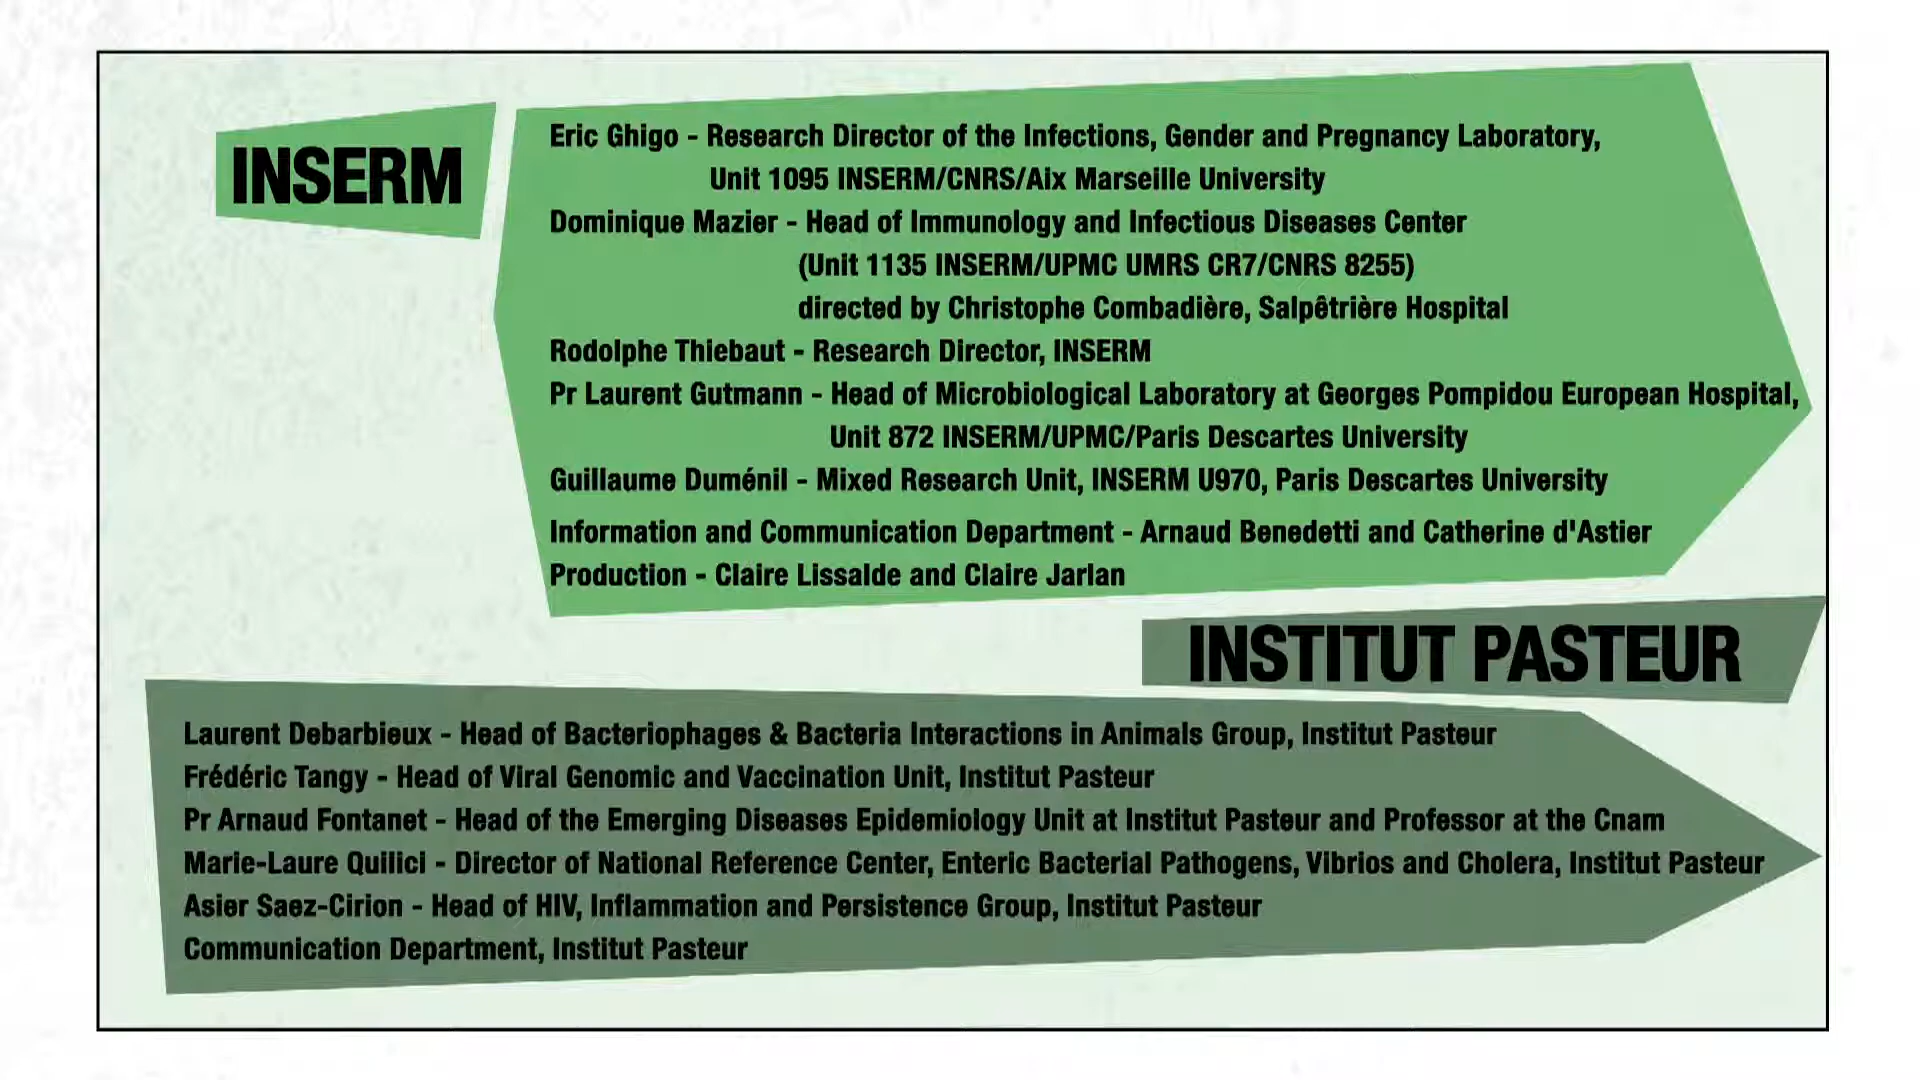 INSERM
Eric Ghigo - Research Director of the Infections, Gender and Pregnancy Laboratory,
Unit 1095 INSERM/CNRS/Aix Marseille University
Dominique Mazier - Head of Immunology and Infectious Diseases Center
(Unit 1135 INSERM/UPMC UMRS CR7/CNRS 8255)
directed by Christophe Combadière, Salpêtrière Hospital
Rodolphe Thiebaut - Research Director, INSERM
Pr Laurent Gutmann - Head of Microbiological Laboratory at Georges Pompidou European Hospital,
Unit 872 INSERM/UPMC/Paris Descartes University
Guillaume Duménil - Mixed Research Unit, INSERM U970, Paris Descartes University
Information and Communication Department - Arnaud Benedetti and Catherine d'Astier
Production - Claire Lissalde and Claire Jarlan
INSTITUT PASTEUR
Laurent Debarbieux - Head of Bacteriophages & Bacteria Interactions in Animals Group, Institut Pasteur
Frédéric Tangy - Head of Viral Genomic and Vaccination Unit, Institut Pasteur
Pr Arnaud Fontanet - Head of the Emerging Diseases Epidemiology Unit at Institut Pasteur and Professor at the Cnam
Marie-Laure Quilici - Director of National Reference Center, Enteric Bacterial Pathogens, Vibrios and Cholera, Institut Pasteur
Asier Saez-Cirion - Head of HIV, Inflammation and Persistence Group, Institut Pasteur
Communication Department, Institut Pasteur